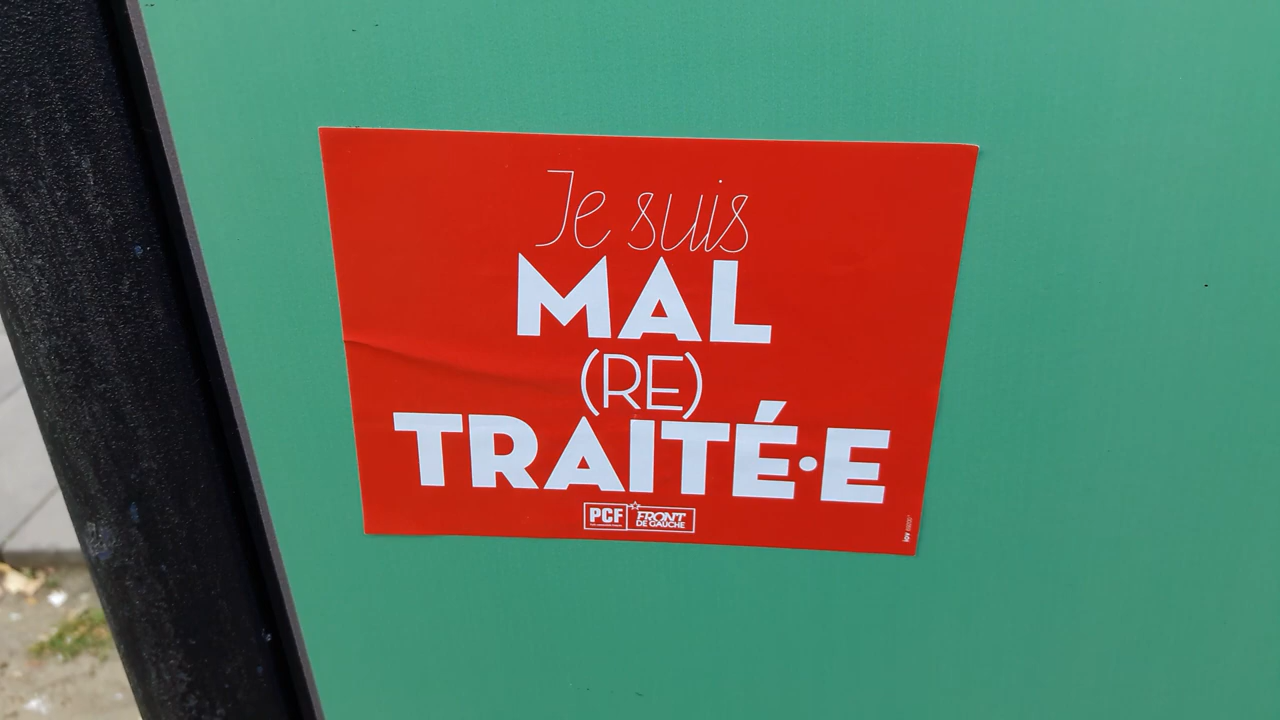 Je suis
MAL
(RE)
TRAITÉ·E
PCF
FRONT
DE GAUCHE